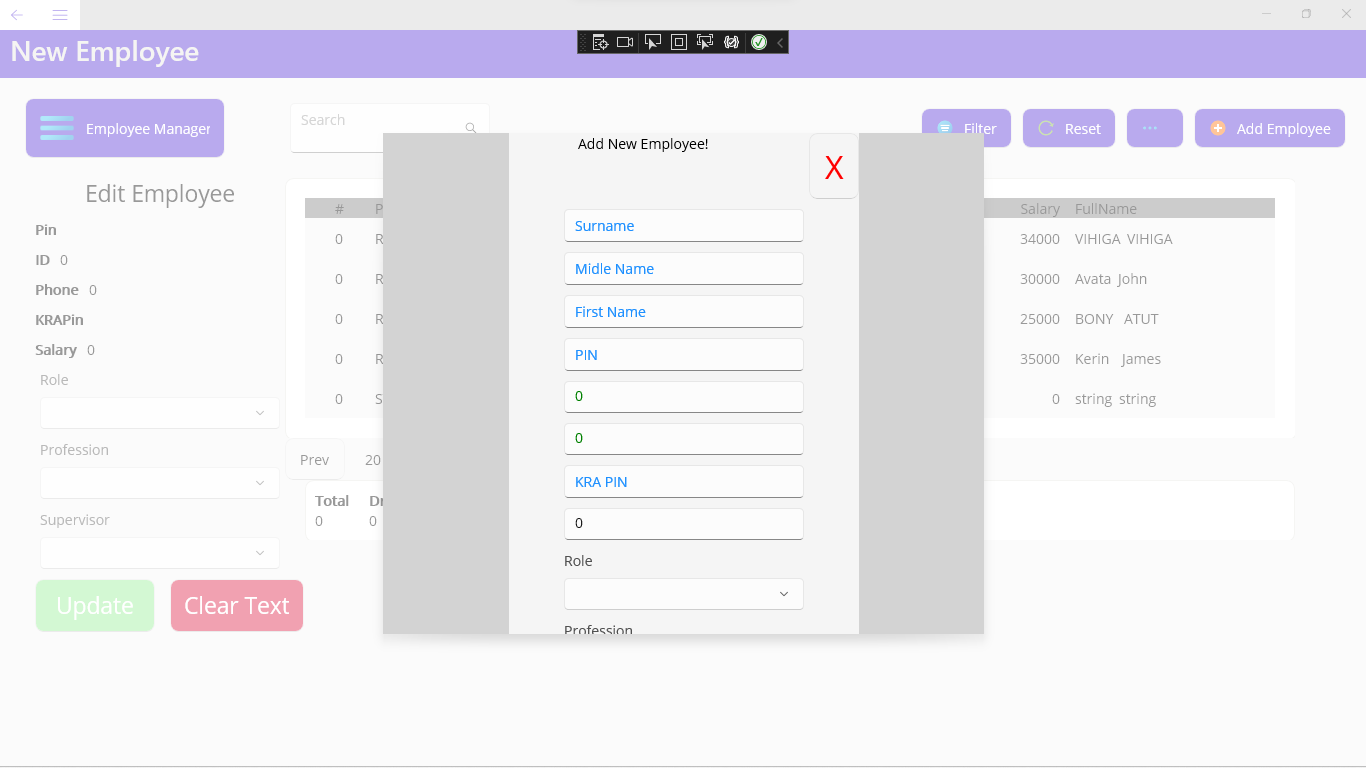 New Employee
Employee Manager
Search
Filter
Reset
Add Employee
Edit Employee
Pin
ID 0
Phone 0
KRAPin
Salary 0
Role
Profession
Supervisor
Update
Clear Text
# P
0 R
0 R
0 R
0 R
0 S
Prev 20
Total
0
0
Add New Employee!
X
Surname
Midle Name
First Name
PIN
0
0
KRA PIN
0
Role
Profession
Salary FullName
34000 VIHIGA VIHIGA
30000 Avata John
25000 BONY ATUT
35000 Kerin James
0 string string